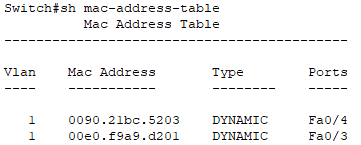 Switch#sh mac-address-table
          Mac Address Table
-------------------------------------------
Vlan    Mac Address       Type        Ports
----    -----------       --------    -----
   1    0090.21bc.5203    DYNAMIC     Fa0/4
   1    00e0.f9a9.d201    DYNAMIC     Fa0/3